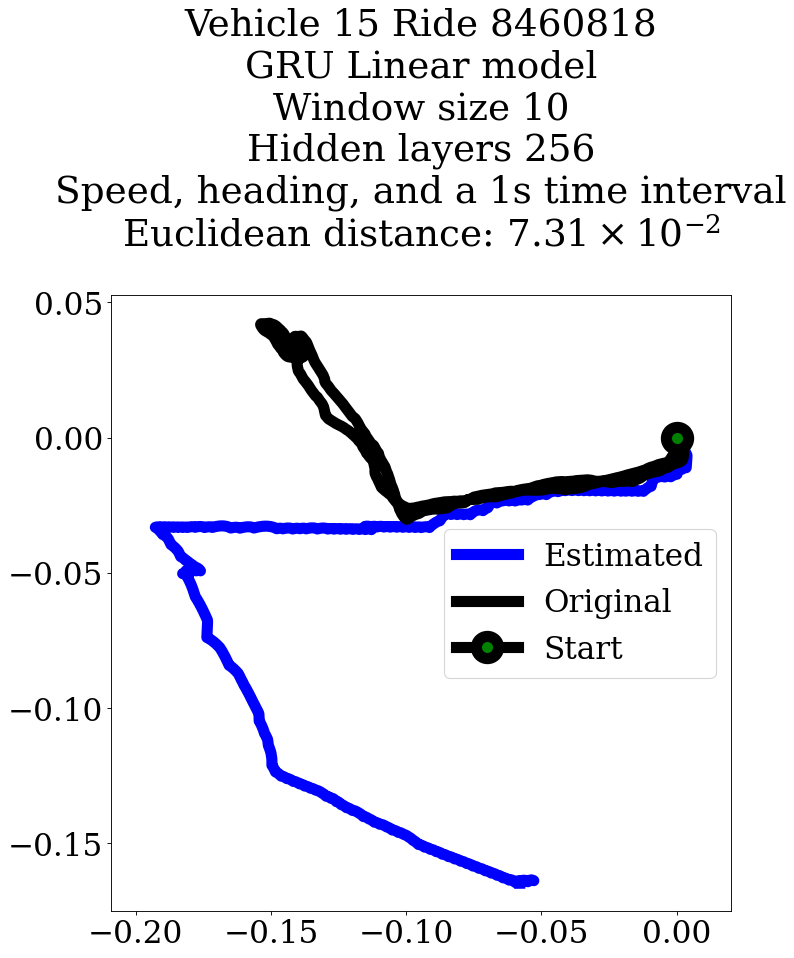 Vehicle 15 Ride 8460818
GRU Linear model
Window size 10
Hidden layers 256
Speed, heading, and a 1s time interval
Euclidean distance: 7.31 × 10⁻²
0.05
0.00
−0.05
−0.10
−0.15
Estimated
Original
Start
−0.20 −0.15 −0.10 −0.05 0.00